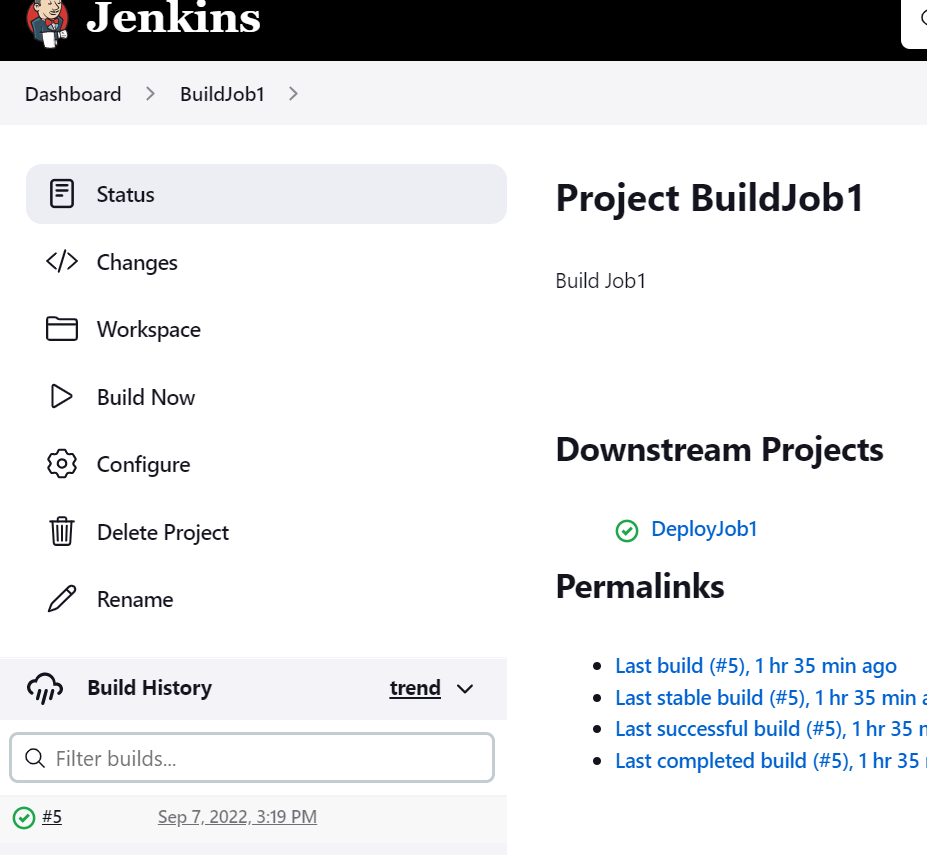 Jenkins
Dashboard
BuildJob1
Status
Changes
Workspace
Build Now
Configure
Delete Project
Rename
Build History
trend
Filter builds...
#5
Sep 7, 2022, 3:19 PM
Project BuildJob1
Build Job1
Downstream Projects
DeployJob1
Permalinks
Last build (#5), 1 hr 35 min ago
Last stable build (#5), 1 hr 35 min
Last successful build (#5), 1 hr 35
Last completed build (#5), 1 hr 35